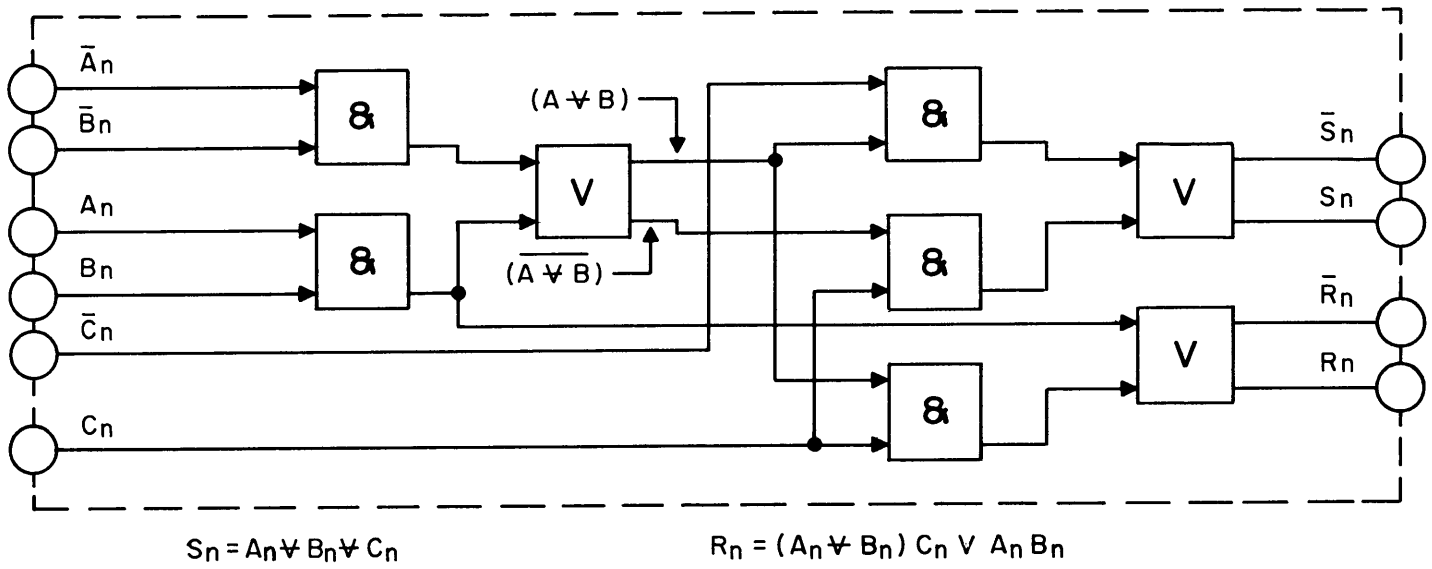 Ān
B̄n
An
Bn
C̄n
Cn
&
&
V
(A ⊻ B)
(A̅ ̅⊻̅ ̅B̅)
&
&
&
V
V
S̄n
Sn
R̄n
Rn
Sn = An ⊻ Bn ⊻ Cn
Rn = (An ⊻ Bn) Cn V An Bn